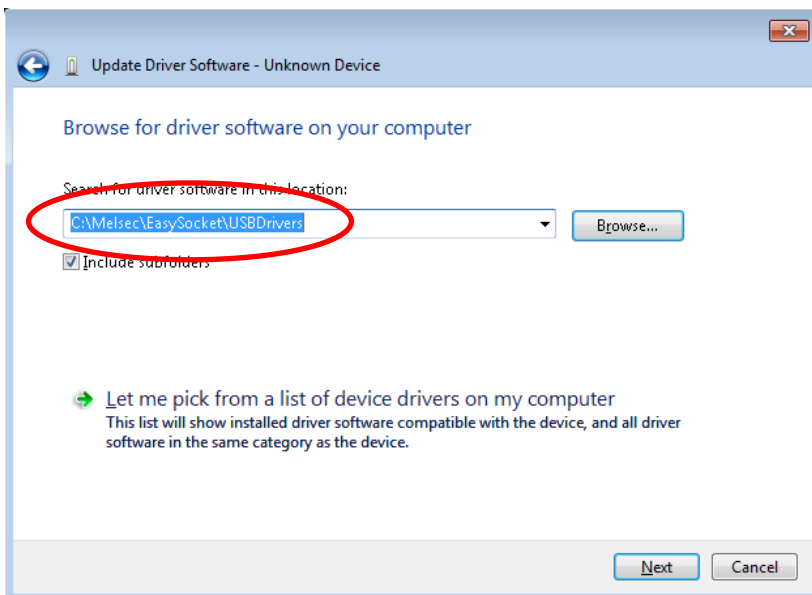 Update Driver Software - Unknown Device
Browse for driver software on your computer
Search for driver software in this location:
C:\Melsec\EasySocket\USBDrivers
Browse...
Include subfolders
Let me pick from a list of device drivers on my computer
This list will show installed driver software compatible with the device, and all driver
software in the same category as the device.
Next
Cancel